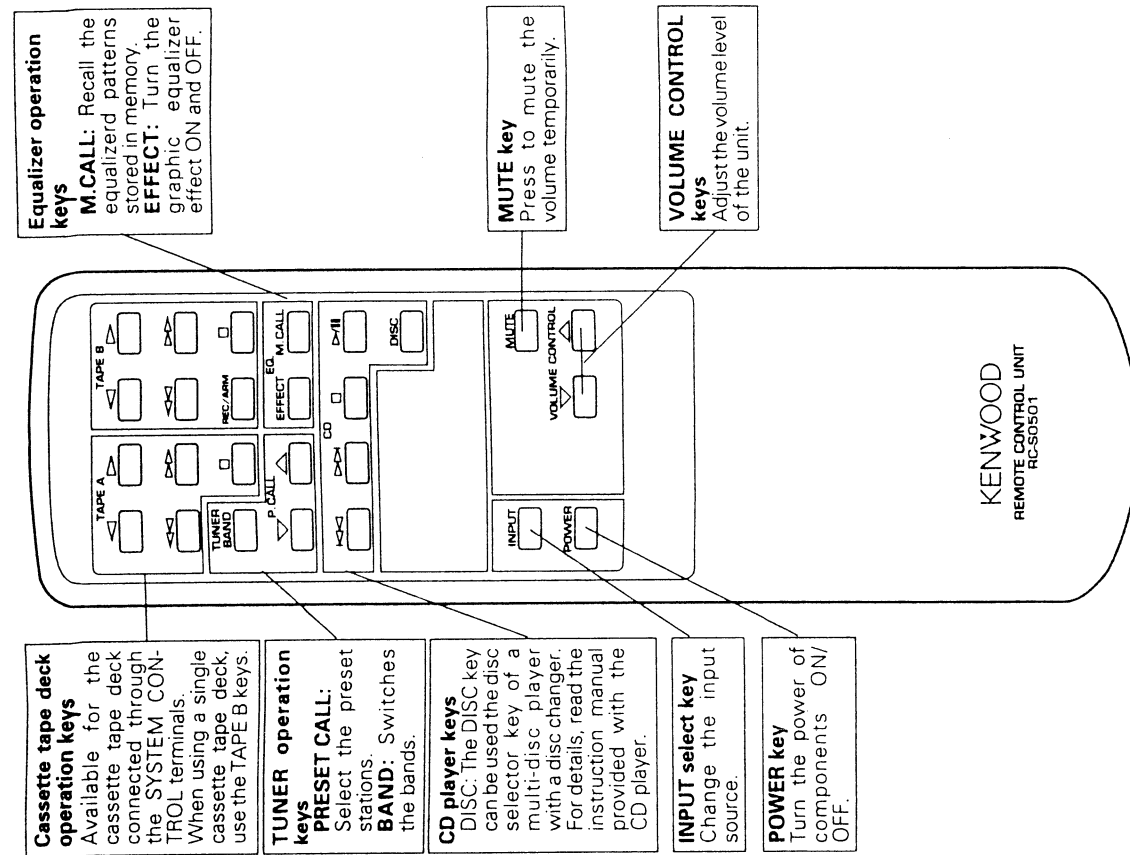 Cassette tape deck
operation keys
Available for the
cassette tape deck
connected through
the SYSTEM CON-
TROL terminals.
When using a single
cassette tape deck,
use the TAPE B keys.
TUNER operation
keys
PRESET CALL:
Select the preset
stations.
BAND: Switches
the bands.
CD player keys
DISC: The DISC key
can be used the disc
selector key of a
multi-disc player
with a disc changer.
For details, read the
instruction manual
provided with the
CD player.
INPUT select key
Change the input
source.
POWER key
Turn the power of
components ON/
OFF.
TAPE A
TAPE B
REC/ARM
TUNER
BAND
P.CALL
EFFECT
EQ.
M.CALL
CD
DISC
INPUT
POWER
MUTE
VOLUME CONTROL
KENWOOD
REMOTE CONTROL UNIT
RC-S0501
Equalizer operation
keys
M.CALL: Recall the
equalizerd patterns
stored in memory.
EFFECT: Turn the
graphic equalizer
effect ON and OFF.
MUTE key
Press to mute the
volume temporarily.
VOLUME CONTROL
keys
Adjust the volume level
of the unit.